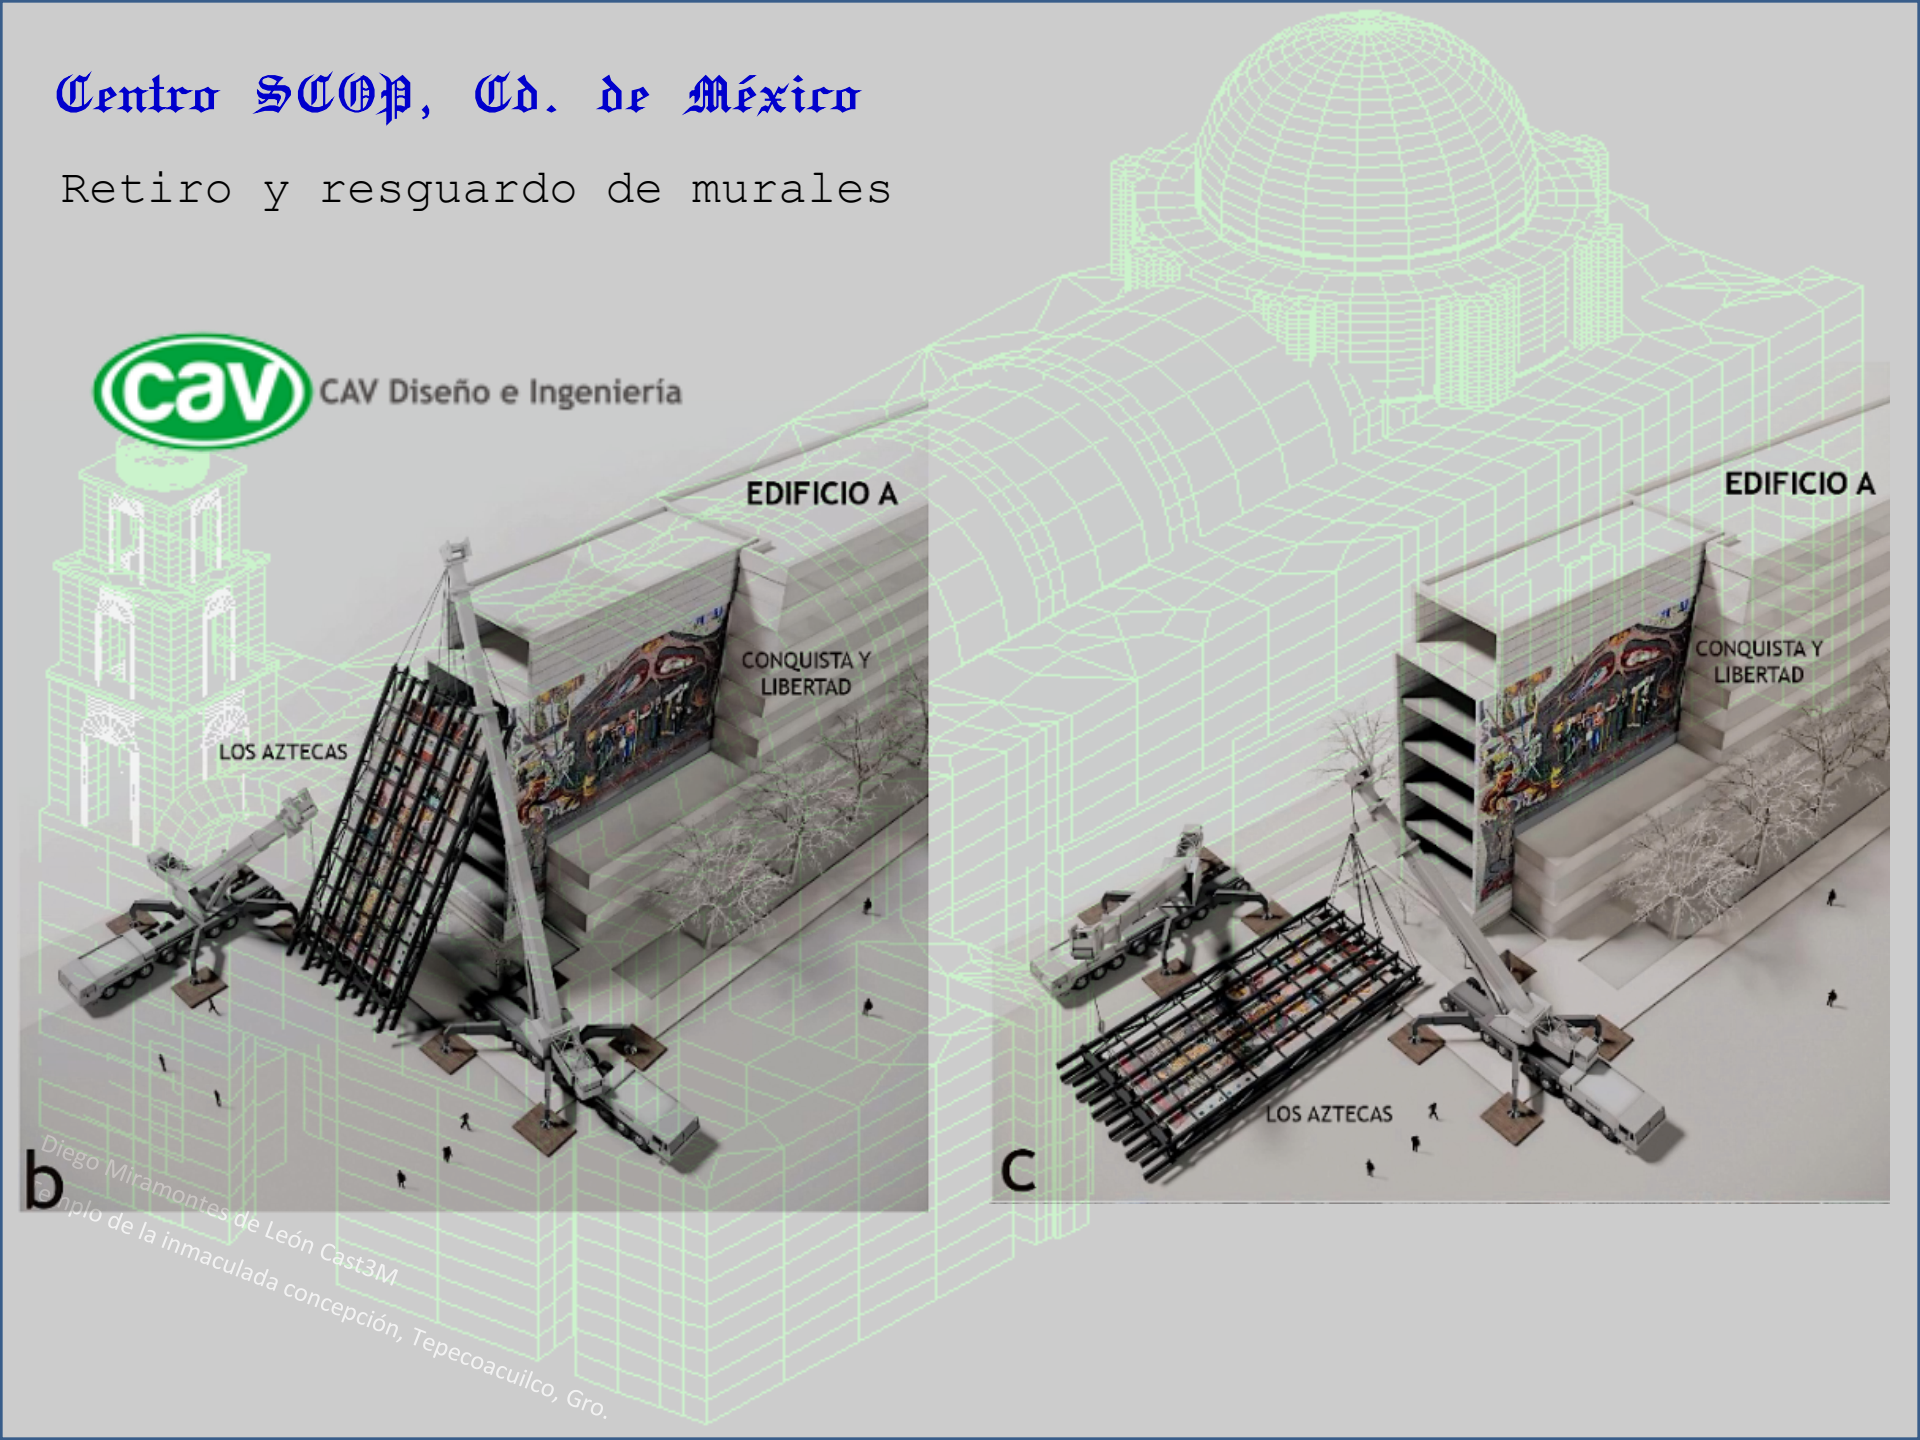 Centro SCOP, Cd. de México
Retiro y resguardo de murales
cav CAV Diseño e Ingeniería
EDIFICIO A
CONQUISTA Y
LIBERTAD
LOS AZTECAS
b
EDIFICIO A
CONQUISTA Y
LIBERTAD
LOS AZTECAS
c
Diego Miramontes de León Cast3M
Templo de la inmaculada concepción, Tepecoacuilco, Gro.